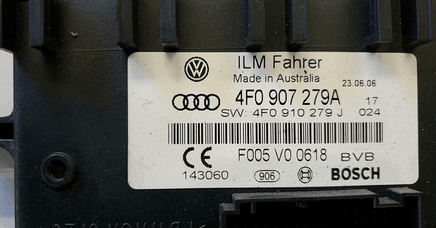 ILM Fahrer
Made in Australia
23.06.06
4F0 907 279A 17
SW: 4F0 910 279 J 024
CE F005 V0 0618 BVB
143060 906 BOSCH